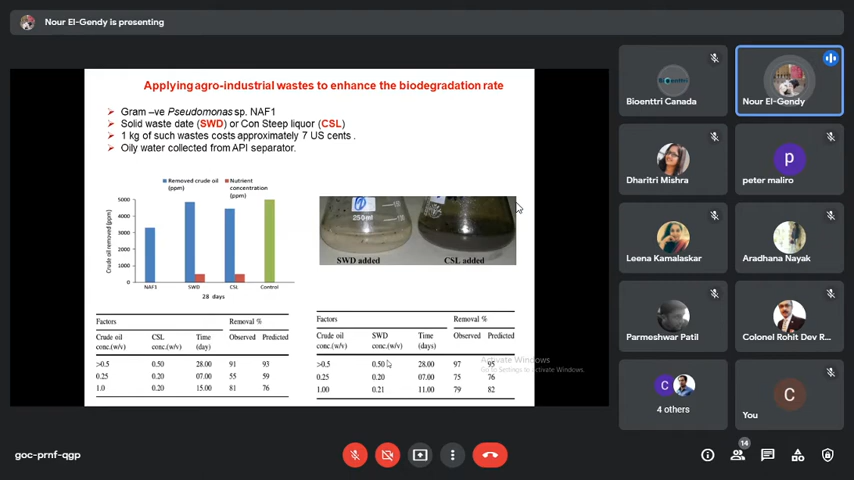 Nour El-Gendy is presenting
Applying agro-industrial wastes to enhance the biodegradation rate
Gram –ve Pseudomonas sp. NAF1
Solid waste date (SWD) or Con Steep liquor (CSL)
1 kg of such wastes costs approximately 7 US cents .
Oily water collected from API separator.
Removed crude oil (ppm)
Nutrient concentration (ppm)
Crude oil removed (ppm)
5000
4000
3000
2000
1000
0
NAF1 SWD CSL Control
28 days
250ml
SWD added CSL added
Factors Removal %
Crude oil conc.(w/v) CSL conc.(w/v) Time (day) Observed Predicted
>0.5 0.50 28.00 91 93
0.25 0.20 07.00 55 59
1.0 0.20 15.00 81 76
Factors Removal %
Crude oil conc.(w/v) SWD conc.(w/v) Time (days) Observed Predicted
>0.5 0.50 28.00 97 95
0.25 0.20 07.00 75 76
1.00 0.21 11.00 79 82
Activate Windows
Go to Settings to activate Windows.
Bioenttri
Bioenttri Canada
Nour El-Gendy
Dharitri Mishra
p
peter maliro
Leena Kamalaskar
Aradhana Nayak
Parmeshwar Patil
Colonel Rohit Dev R...
C
4 others
C
You
goc-prnf-qgp
14